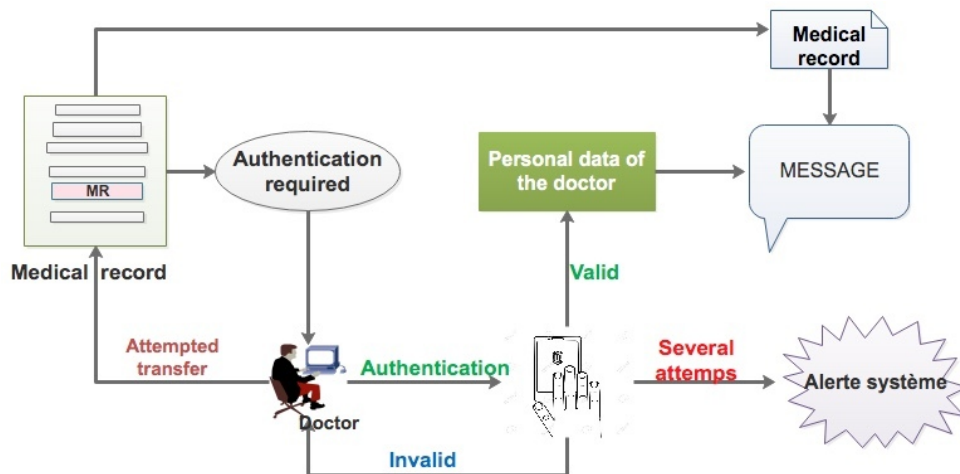 Medical
record
Authentication
required
Personal data of
the doctor
MESSAGE
MR
Medical record
Valid
Attempted
transfer
Authentication
Several
attemps
Alerte système
Doctor
Invalid